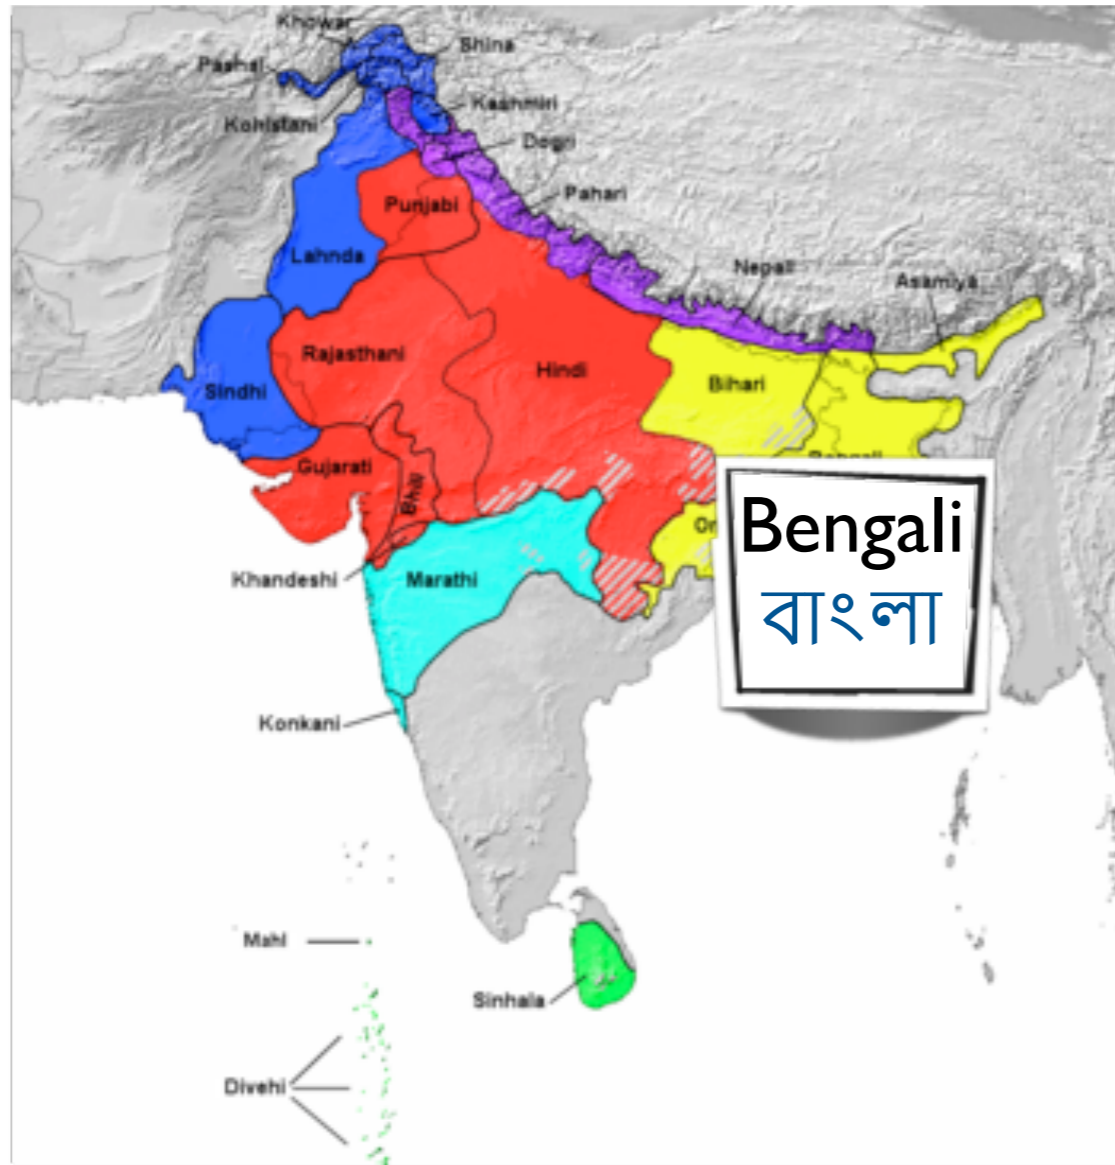 Khowar
Shina
Pashai
Kashmiri
Kohistani
Dogri
Pahari
Punjabi
Lahnda
Nepali
Asamiya
Rajasthani
Hindi
Bihari
Sindhi
Bengali
Gujarati
Bhili
Bengali
বাংলা
Khandeshi
Marathi
Konkani
Mahl
Sinhala
Divehi